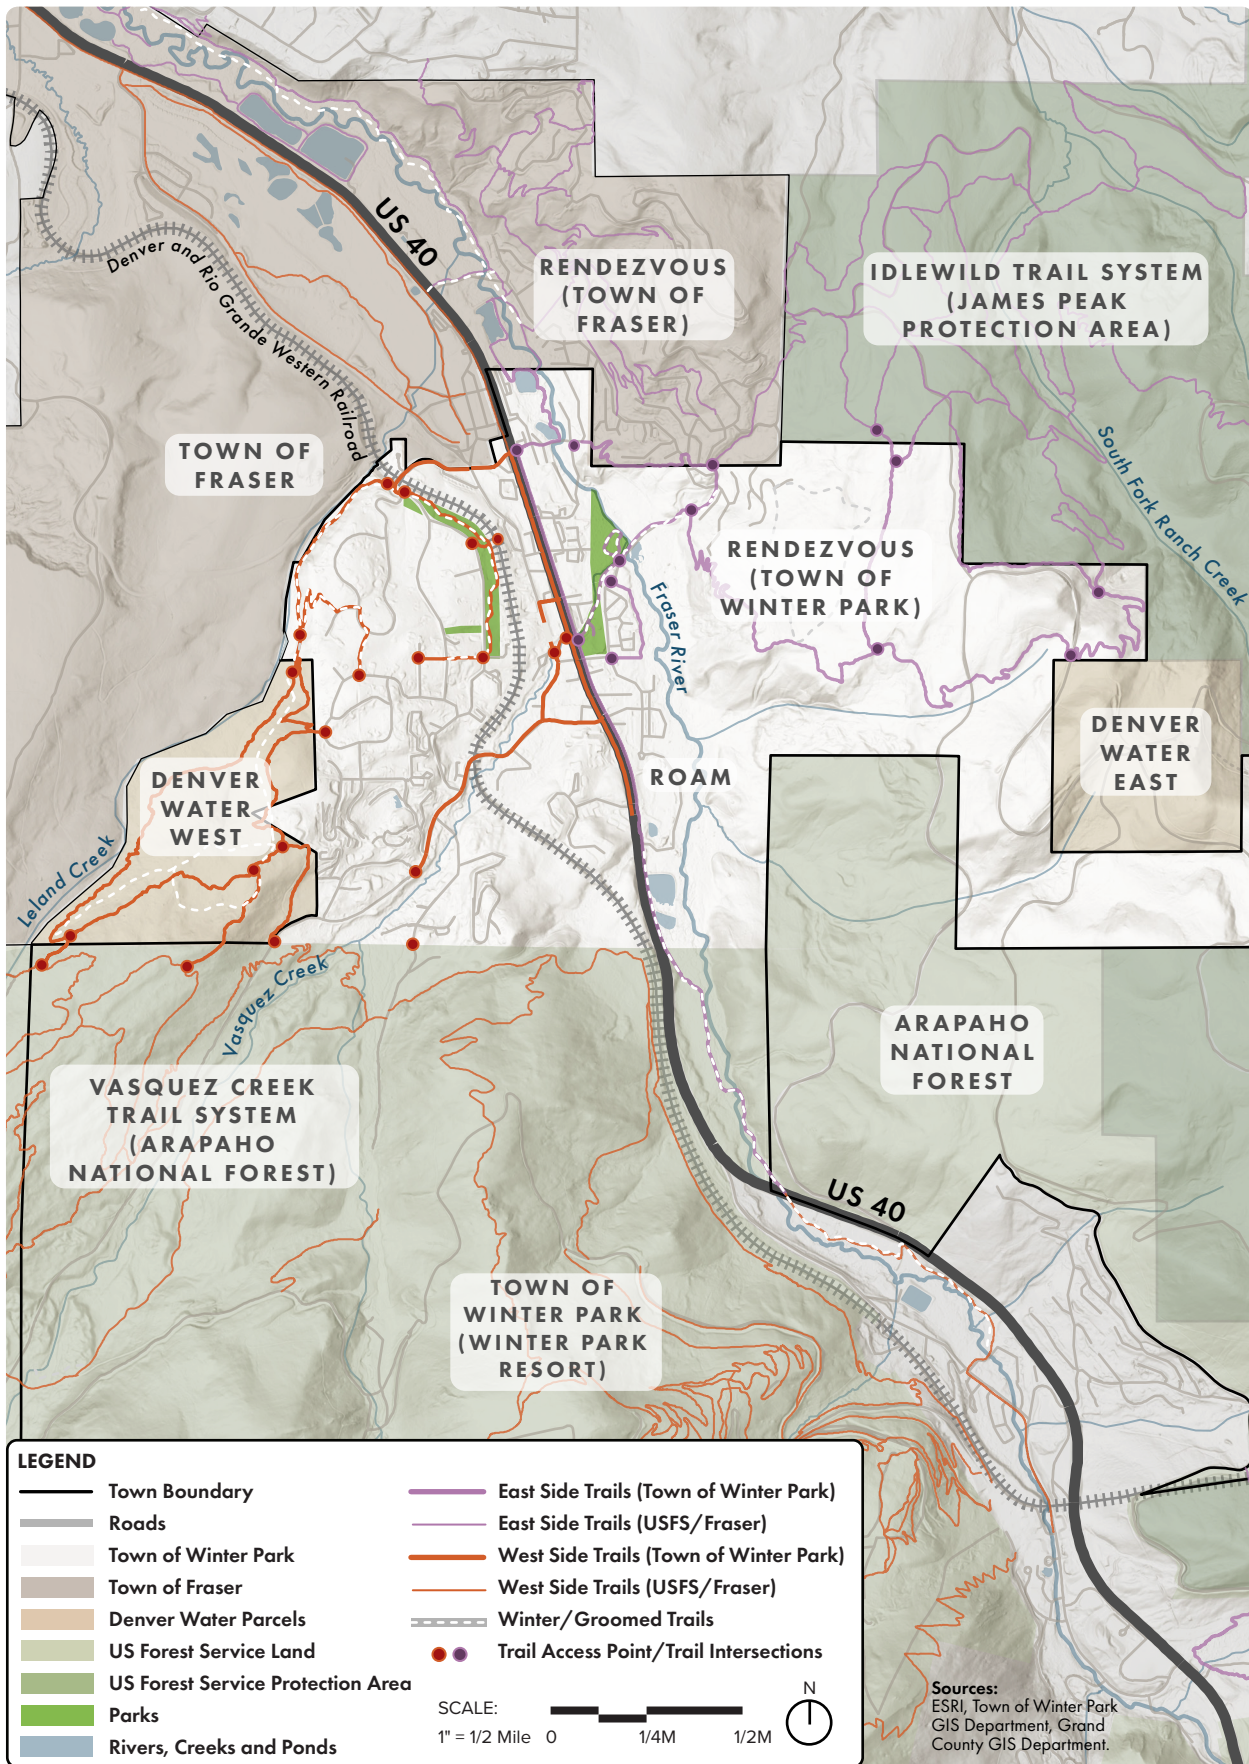 US 40
Denver and Rio Grande Western Railroad
RENDEZVOUS
(TOWN OF
FRASER)
IDLEWILD TRAIL SYSTEM
(JAMES PEAK
PROTECTION AREA)
TOWN OF
FRASER
South Fork Ranch Creek
RENDEZVOUS
(TOWN OF
WINTER PARK)
Fraser River
DENVER
WATER
EAST
ROAM
DENVER
WATER
WEST
Leland Creek
Vasquez Creek
ARAPAHO
NATIONAL
FOREST
VASQUEZ CREEK
TRAIL SYSTEM
(ARAPAHO
NATIONAL FOREST)
US 40
TOWN OF
WINTER PARK
(WINTER PARK
RESORT)
LEGEND
Town Boundary
Roads
Town of Winter Park
Town of Fraser
Denver Water Parcels
US Forest Service Land
US Forest Service Protection Area
Parks
Rivers, Creeks and Ponds
East Side Trails (Town of Winter Park)
East Side Trails (USFS/Fraser)
West Side Trails (Town of Winter Park)
West Side Trails (USFS/Fraser)
Winter/Groomed Trails
Trail Access Point/Trail Intersections
SCALE:
1" = 1/2 Mile 0 1/4M 1/2M
N
Sources:
ESRI, Town of Winter Park
GIS Department, Grand
County GIS Department.